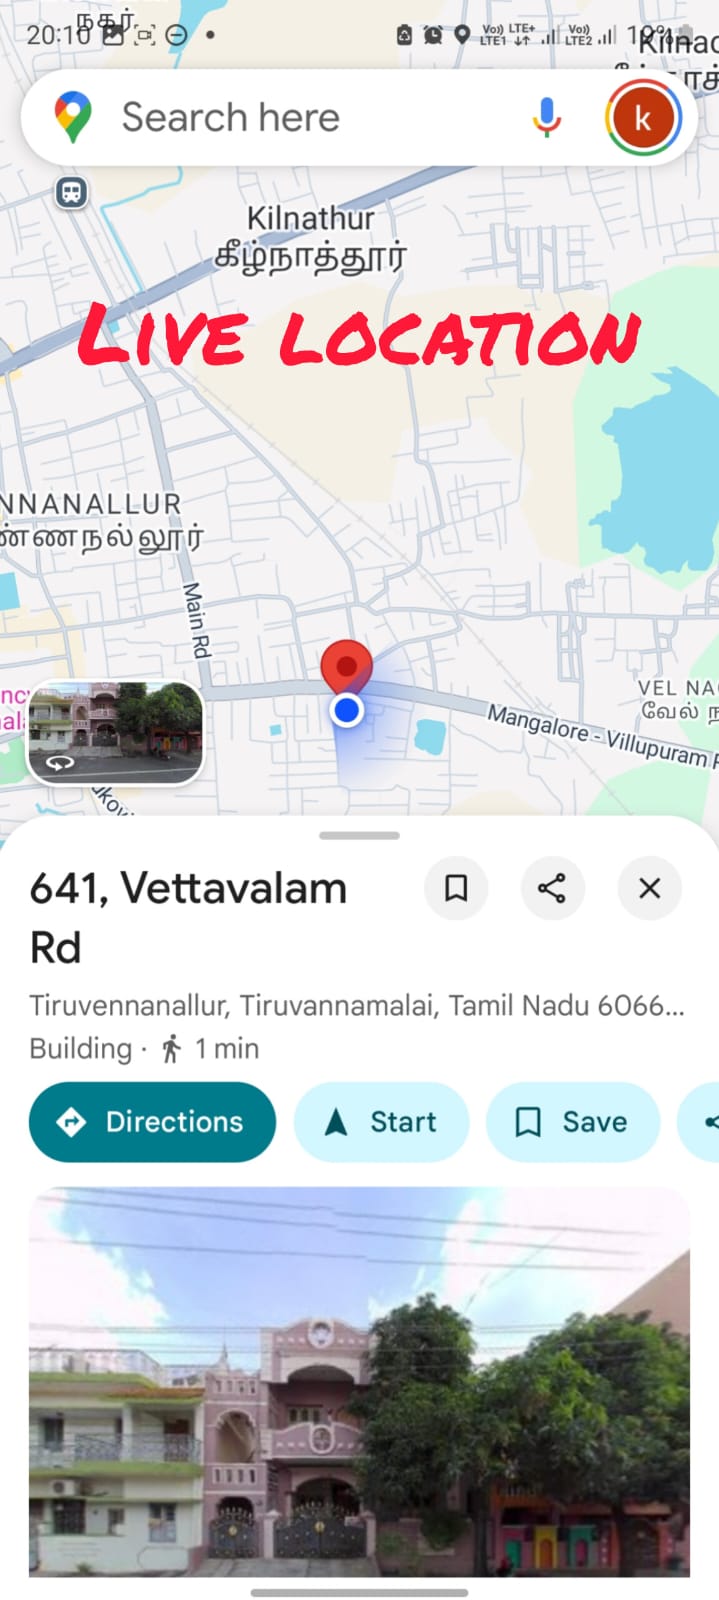 நகர்
20:10
Vo)) LTE+
LTE1
Vo))
LTE2
19%
Kilnac
Search here
k
Kilnathur
கீழ்நாத்தூர்
LIVE LOCATION
NNANALLUR
ண்ணநல்லூர்
Main Rd
VEL NA
வேல் ந
Mangalore - Villupuram R
641, Vettavalam
Rd
Tiruvennanallur, Tiruvannamalai, Tamil Nadu 6066...
Building · 1 min
Directions
Start
Save